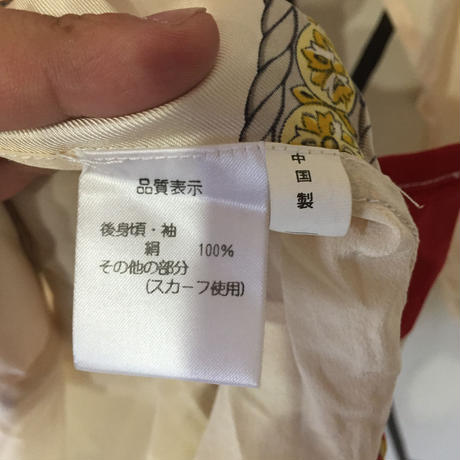 品質表示
後身頃・袖
絹 100%
その他の部分
(スカーフ使用)
中国製